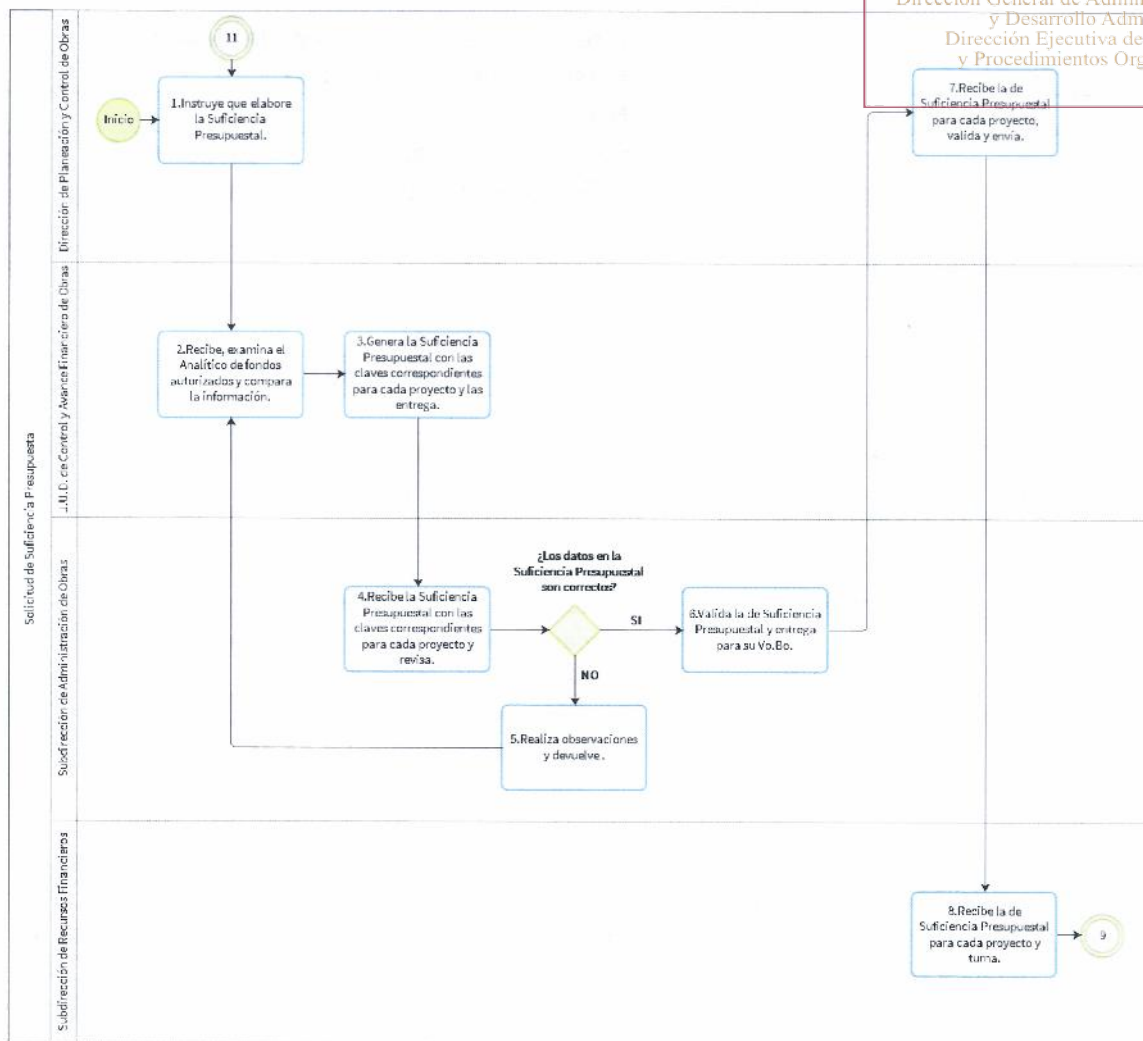 Dirección General de Admini
y Desarrollo Adm
Dirección Ejecutiva de
y Procedimientos Org
Solicitud de Suficiencia Presupuesta
Dirección de Planeación y Control de Obras
11
Inicio
1.Instruye que elabore
la Suficiencia
Presupuestal.
7.Recibe la de
Suficiencia Presupuestal
para cada proyecto,
valida y envía.
J.U.D. de Control y Avance Financiero de Obras
2.Recibe, examina el
Analítico de fondos
autorizados y compara
la información.
3.Genera la Suficiencia
Presupuestal con las
claves correspondientes
para cada proyecto y las
entrega.
Subdirección de Administración de Obras
4.Recibe la Suficiencia
Presupuestal con las
claves correspondientes
para cada proyecto y
revisa.
¿Los datos en la
Suficiencia Presupuestal
son correctos?
SI
NO
6.Valida la de Suficiencia
Presupuestal y entrega
para su Vo.Bo.
5.Realiza observaciones
y devuelve.
Subdirección de Recursos Financieros
8.Recibe la de
Suficiencia Presupuestal
para cada proyecto y
turna.
9